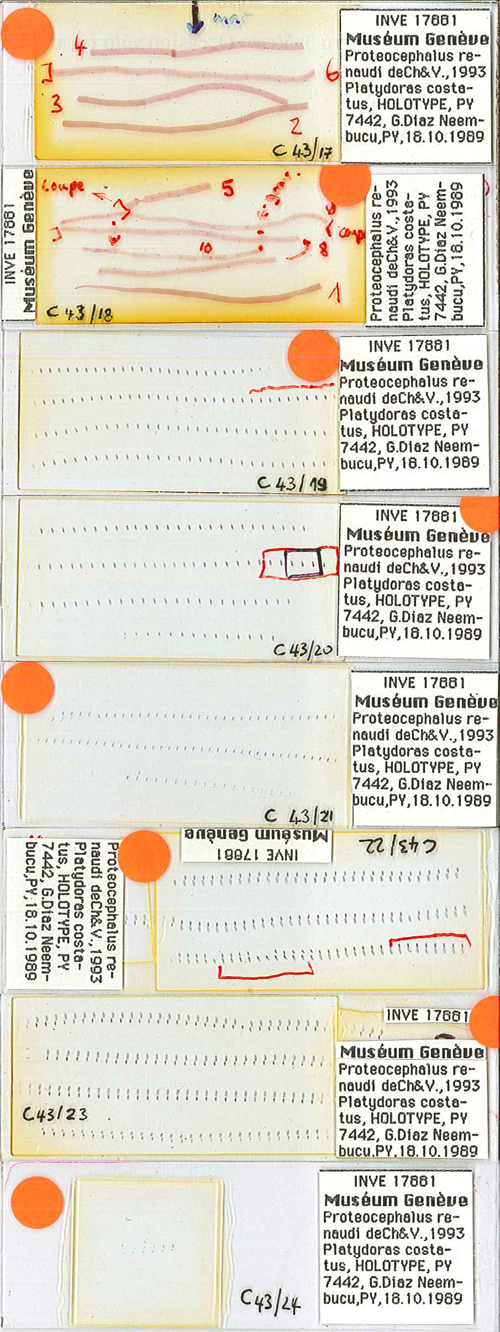 mar
4
6
3
2
C 43/17
INVE 17881
Muséum Genève
Proteocephalus re-
naudi deCh&V.,1993
Platydoras costa-
tus, HOLOTYPE, PY
7442, G.Diaz Neem-
bucu,PY,18.10.1989
INVE 17881
Muséum Genève
Coupe
5
coupe
10
8
1
C 43/18
Proteocephalus re-
naudi deCh&V.,1993
Platydoras costa-
tus, HOLOTYPE, PY
7442, G.Diaz Neem-
bucu,PY,18.10.1989
C 43/19
INVE 17881
Muséum Genève
Proteocephalus re-
naudi deCh&V.,1993
Platydoras costa-
tus, HOLOTYPE, PY
7442, G.Diaz Neem-
bucu,PY,18.10.1989
C 43/20
INVE 17881
Muséum Genève
Proteocephalus re-
naudi deCh&V.,1993
Platydoras costa-
tus, HOLOTYPE, PY
7442, G.Diaz Neem-
bucu,PY,18.10.1989
C 43/21
INVE 17881
Muséum Genève
Proteocephalus re-
naudi deCh&V.,1993
Platydoras costa-
tus, HOLOTYPE, PY
7442, G.Diaz Neem-
bucu,PY,18.10.1989
Proteocephalus re-
naudi deCh&V.,1993
Platydoras costa-
tus, HOLOTYPE, PY
7442, G.Diaz Neem-
bucu,PY,18.10.1989
INVE 17881
Muséum Genève
C43/22
C43/23
INVE 17881
Muséum Genève
Proteocephalus re-
naudi deCh&V.,1993
Platydoras costa-
tus, HOLOTYPE, PY
7442, G.Diaz Neem-
bucu,PY,18.10.1989
C43/24
INVE 17881
Muséum Genève
Proteocephalus re-
naudi deCh&V.,1993
Platydoras costa-
tus, HOLOTYPE, PY
7442, G.Diaz Neem-
bucu,PY,18.10.1989